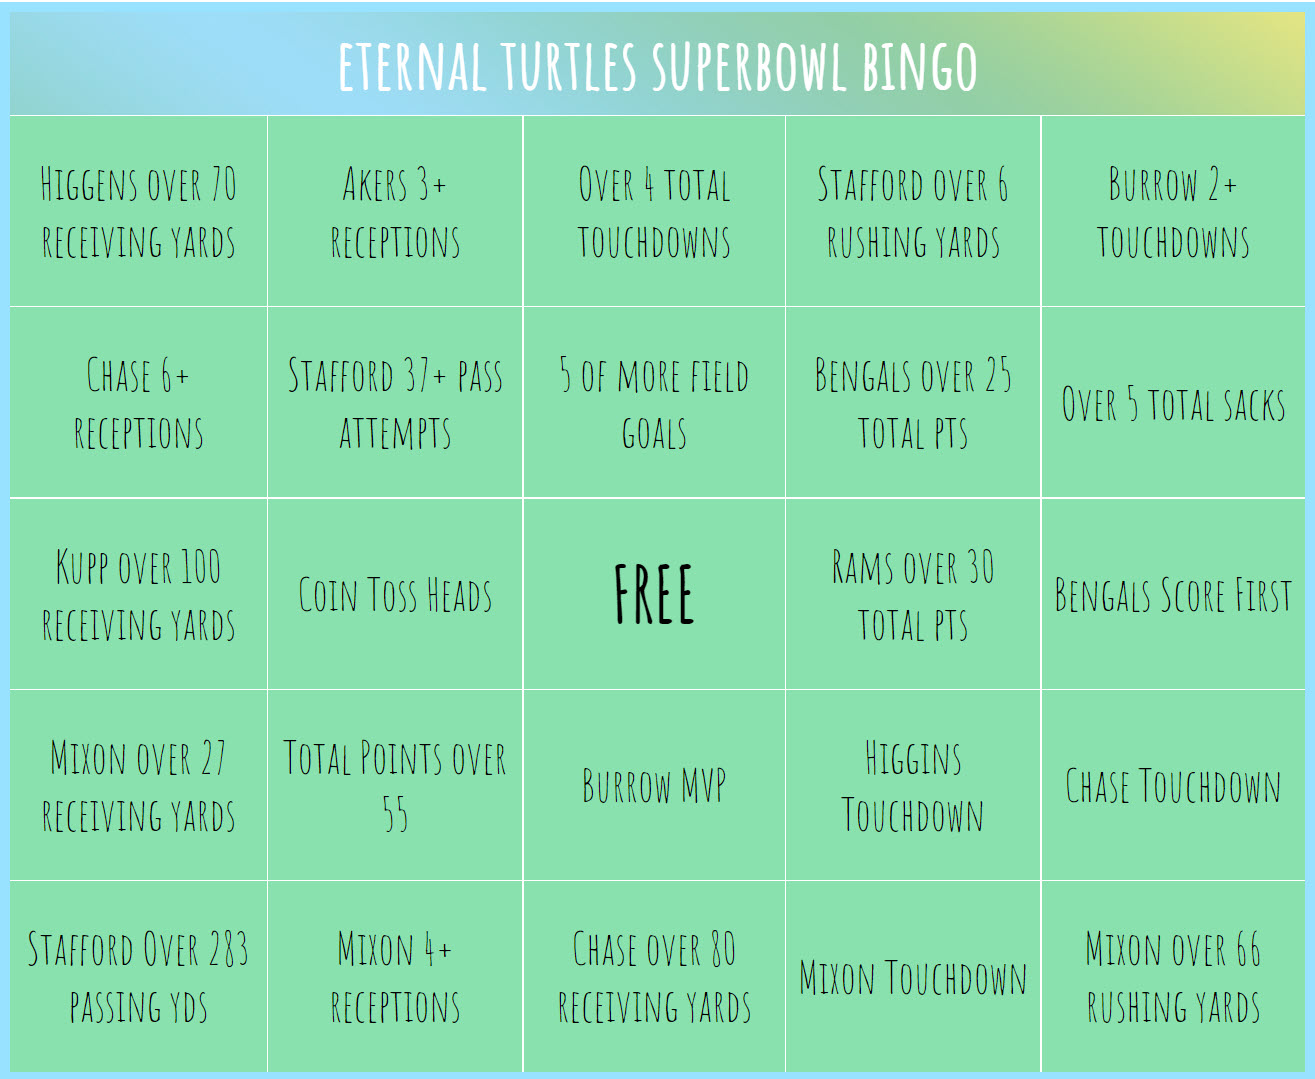 ETERNAL TURTLES SUPERBOWL BINGO
Higgens over 70
receiving yards
Akers 3+
receptions
Over 4 total
touchdowns
Stafford over 6
rushing yards
Burrow 2+
touchdowns
Chase 6+
receptions
Stafford 37+ pass
attempts
5 of more field
goals
Bengals over 25
total pts
Over 5 total sacks
Kupp over 100
receiving yards
Coin Toss Heads
FREE
Rams over 30
total pts
Bengals Score First
Mixon over 27
receiving yards
Total Points over
55
Burrow MVP
Higgins
Touchdown
Chase Touchdown
Stafford Over 283
passing yds
Mixon 4+
receptions
Chase over 80
receiving yards
Mixon Touchdown
Mixon over 66
rushing yards